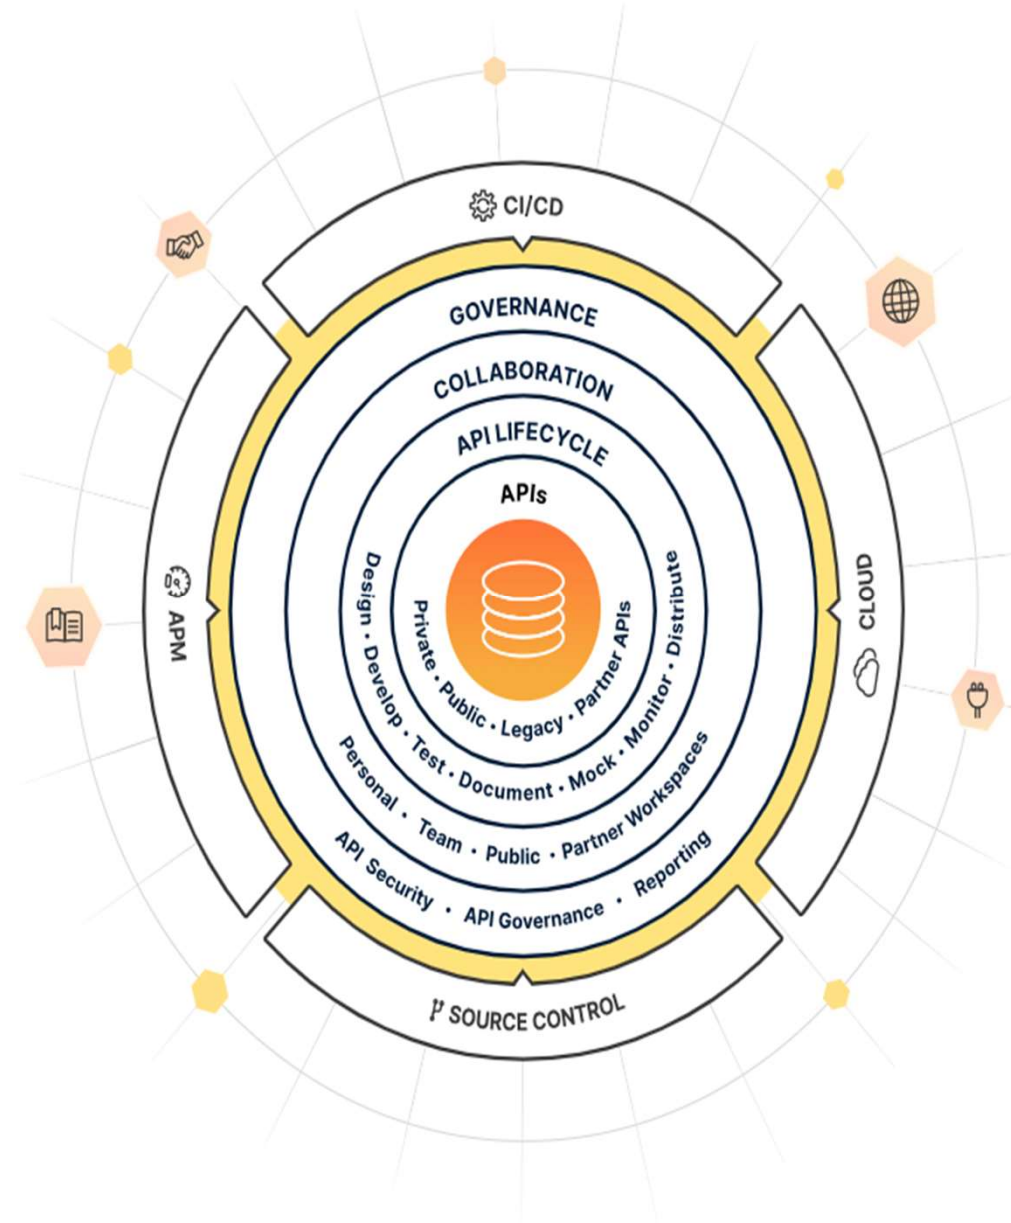 CI/CD
GOVERNANCE
COLLABORATION
API LIFECYCLE
APIs
Private • Public • Legacy • Partner APIs
Design • Develop • Test • Document • Mock • Monitor • Distribute
Personal • Team • Public • Partner Workspaces
API Security • API Governance • Reporting
APM
CLOUD
SOURCE CONTROL